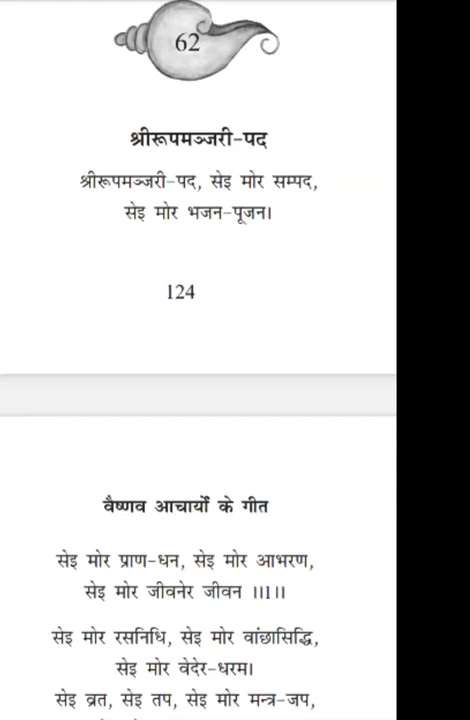 62
श्रीरूपमञ्जरी-पद
श्रीरूपमञ्जरी-पद, सेइ मोर सम्पद,
सेइ मोर भजन-पूजन।
124
वैष्णव आचार्यों के गीत
सेइ मोर प्राण-धन, सेइ मोर आभरण,
सेइ मोर जीवनेर जीवन ॥1॥
सेइ मोर रसनिधि, सेइ मोर वांछासिद्धि,
सेइ मोर वेदेर-धरम।
सेइ व्रत, सेइ तप, सेइ मोर मन्त्र-जप,